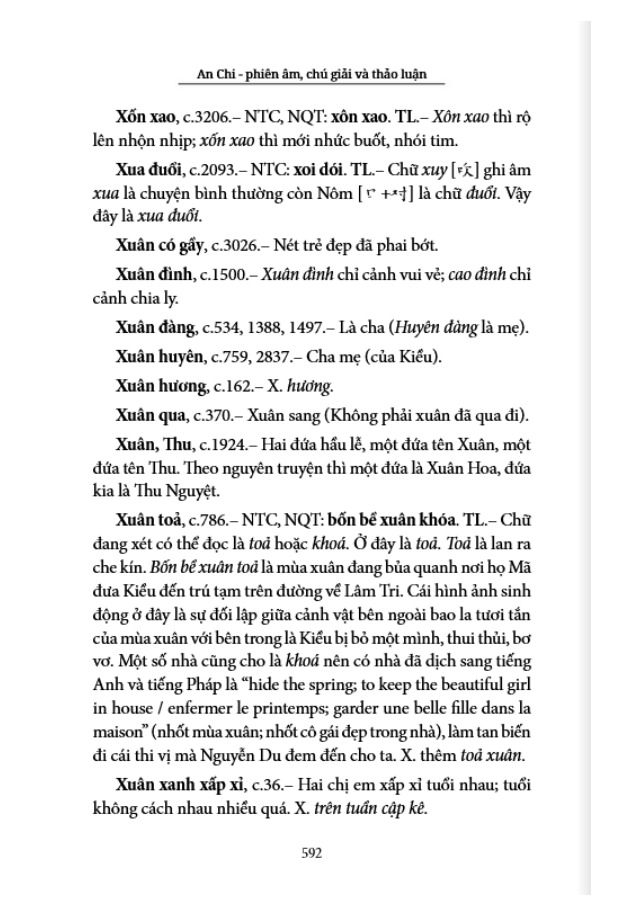 An Chi - phiên âm, chú giải và thảo luận
Xốn xao, c.3206.– NTC, NQT: xôn xao. TL.– Xôn xao thì rộ
lên nhộn nhịp; xốn xao thì mới nhức buốt, nhói tim.
Xua đuổi, c.2093.– NTC: xoi dói. TL.– Chữ xuy [吹] ghi âm
xua là chuyện bình thường còn Nôm [ + ] là chữ đuổi. Vậy
đây là xua đuổi.
Xuân có gầy, c.3026.– Nét trẻ đẹp đã phai bớt.
Xuân đình, c.1500.– Xuân đình chỉ cảnh vui vẻ; cao đình chỉ
cảnh chia ly.
Xuân đàng, c.534, 1388, 1497.– Là cha (Huyên đàng là mẹ).
Xuân huyên, c.759, 2837.– Cha mẹ (của Kiều).
Xuân hương, c.162.– X. hương.
Xuân qua, c.370.– Xuân sang (Không phải xuân đã qua đi).
Xuân, Thu, c.1924.– Hai đứa hầu lễ, một đứa tên Xuân, một
đứa tên Thu. Theo nguyên truyện thì một đứa là Xuân Hoa, đứa
kia là Thu Nguyệt.
Xuân toả, c.786.– NTC, NQT: bốn bề xuân khóa. TL.– Chữ
đang xét có thể đọc là toả hoặc khoá. Ở đây là toả. Toả là lan ra
che kín. Bốn bề xuân toả là mùa xuân đang bủa quanh nơi họ Mã
đưa Kiều đến trú tạm trên đường về Lâm Tri. Cái hình ảnh sinh
động ở đây là sự đối lập giữa cảnh vật bên ngoài bao la tươi tắn
của mùa xuân với bên trong là Kiều bị bỏ một mình, thui thủi, bơ
vơ. Một số nhà cũng cho là khoá nên có nhà đã dịch sang tiếng
Anh và tiếng Pháp là “hide the spring; to keep the beautiful girl
in house / enfermer le printemps; garder une belle fille dans la
maison” (nhốt mùa xuân; nhốt cô gái đẹp trong nhà), làm tan biến
đi cái thi vị mà Nguyễn Du đem đến cho ta. X. thêm toả xuân.
Xuân xanh xấp xỉ, c.36.– Hai chị em xấp xỉ tuổi nhau; tuổi
không cách nhau nhiều quá. X. trên tuần cập kê.
592